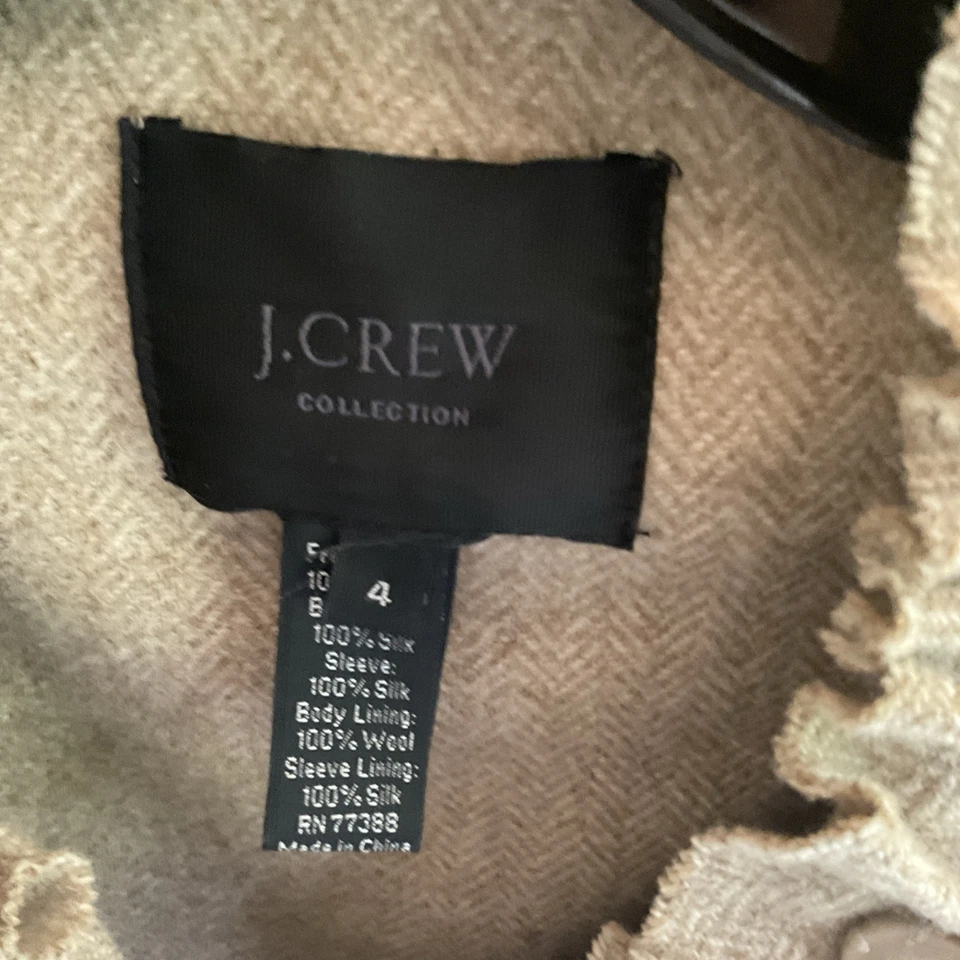 J.CREW
COLLECTION
4
10
B
100% Silk
Sleeve:
100% Silk
Body Lining:
100% Wool
Sleeve Lining:
100% Silk
RN 77388
Made in China